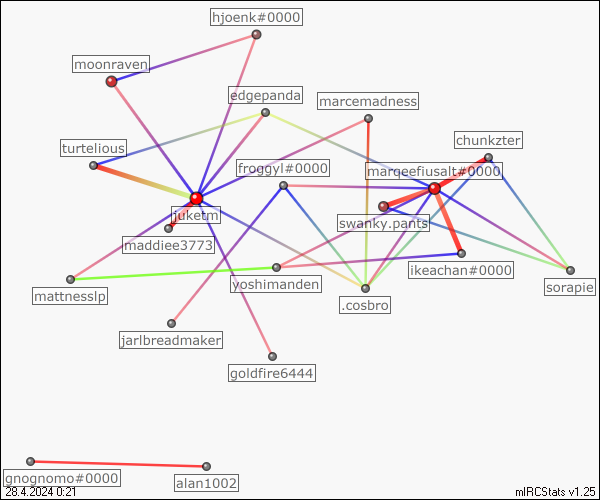 hjoenk#0000
moonraven
edgepanda
marcemadness
chunkzter
turtelious
froggyl#0000
marqeefiusalt#0000
juketm
swanky.pants
maddiee3773
ikeachan#0000
yoshimanden
sorapie
mattnesslp
.cosbro
jarlbreadmaker
goldfire6444
gnognomo#0000
alan1002
28.4.2024 0:21
mIRCStats v1.25